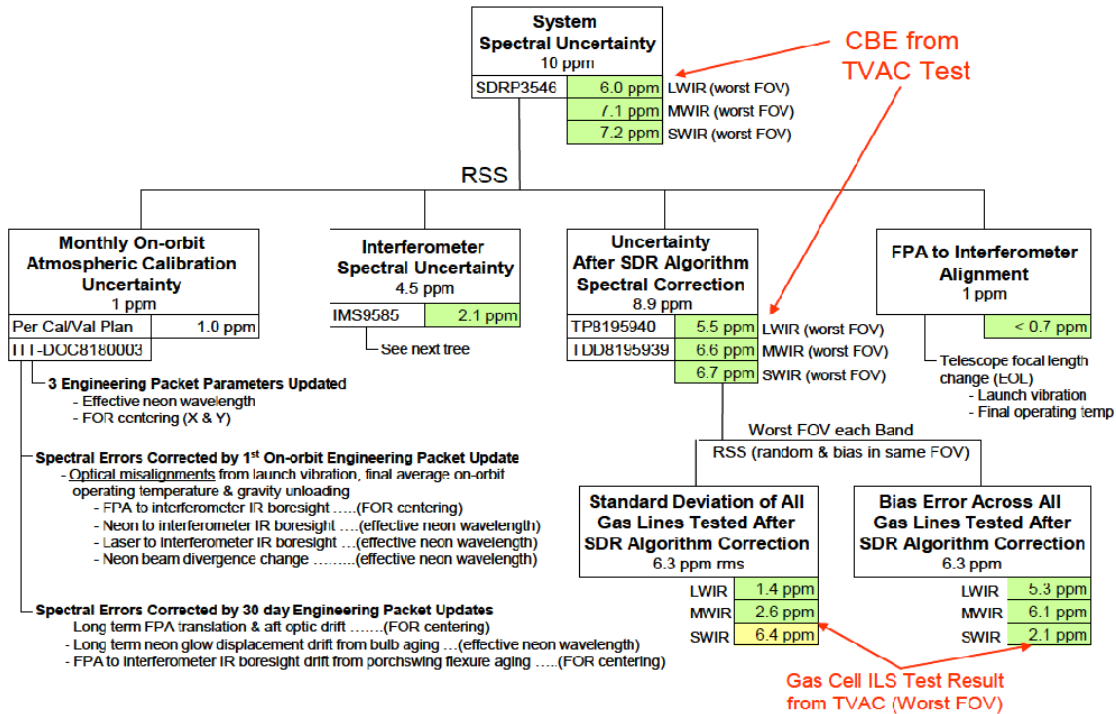 System
Spectral Uncertainty
10 ppm
SDRP3546 6.0 ppm LWIR (worst FOV)
7.1 ppm MWIR (worst FOV)
7.2 ppm SWIR (worst FOV)
CBE from
TVAC Test
RSS
Monthly On-orbit
Atmospheric Calibration
Uncertainty
1 ppm
Per Cal/Val Plan 1.0 ppm
ITT-DOC8180003
3 Engineering Packet Parameters Updated
- Effective neon wavelength
- FOR centering (X & Y)
Spectral Errors Corrected by 1st On-orbit Engineering Packet Update
- Optical misalignments from launch vibration, final average on-orbit
operating temperature & gravity unloading
- FPA to interferometer IR boresight .....(FOR centering)
- Neon to interferometer IR boresight ....(effective neon wavelength)
- Laser to interferometer IR boresight ...(effective neon wavelength)
- Neon beam divergence change .........(effective neon wavelength)
Spectral Errors Corrected by 30 day Engineering Packet Updates
Long term FPA translation & aft optic drift .......(FOR centering)
- Long term neon glow displacement drift from bulb aging ...(effective neon wavelength)
- FPA to interferometer IR boresight drift from porchswing flexure aging .....(FOR centering)
Interferometer
Spectral Uncertainty
4.5 ppm
IMS9585 2.1 ppm
See next tree
Uncertainty
After SDR Algorithm
Spectral Correction
8.9 ppm
TP8195940 5.5 ppm LWIR (worst FOV)
TDD8195939 6.6 ppm MWIR (worst FOV)
6.7 ppm SWIR (worst FOV)
FPA to Interferometer
Alignment
1 ppm
< 0.7 ppm
Telescope focal length
change (EOL)
- Launch vibration
- Final operating temp
Worst FOV each Band
RSS (random & bias in same FOV)
Standard Deviation of All
Gas Lines Tested After
SDR Algorithm Correction
6.3 ppm rms
LWIR 1.4 ppm
MWIR 2.6 ppm
SWIR 6.4 ppm
Bias Error Across All
Gas Lines Tested After
SDR Algorithm Correction
6.3 ppm
LWIR 5.3 ppm
MWIR 6.1 ppm
SWIR 2.1 ppm
Gas Cell ILS Test Result
from TVAC (Worst FOV)